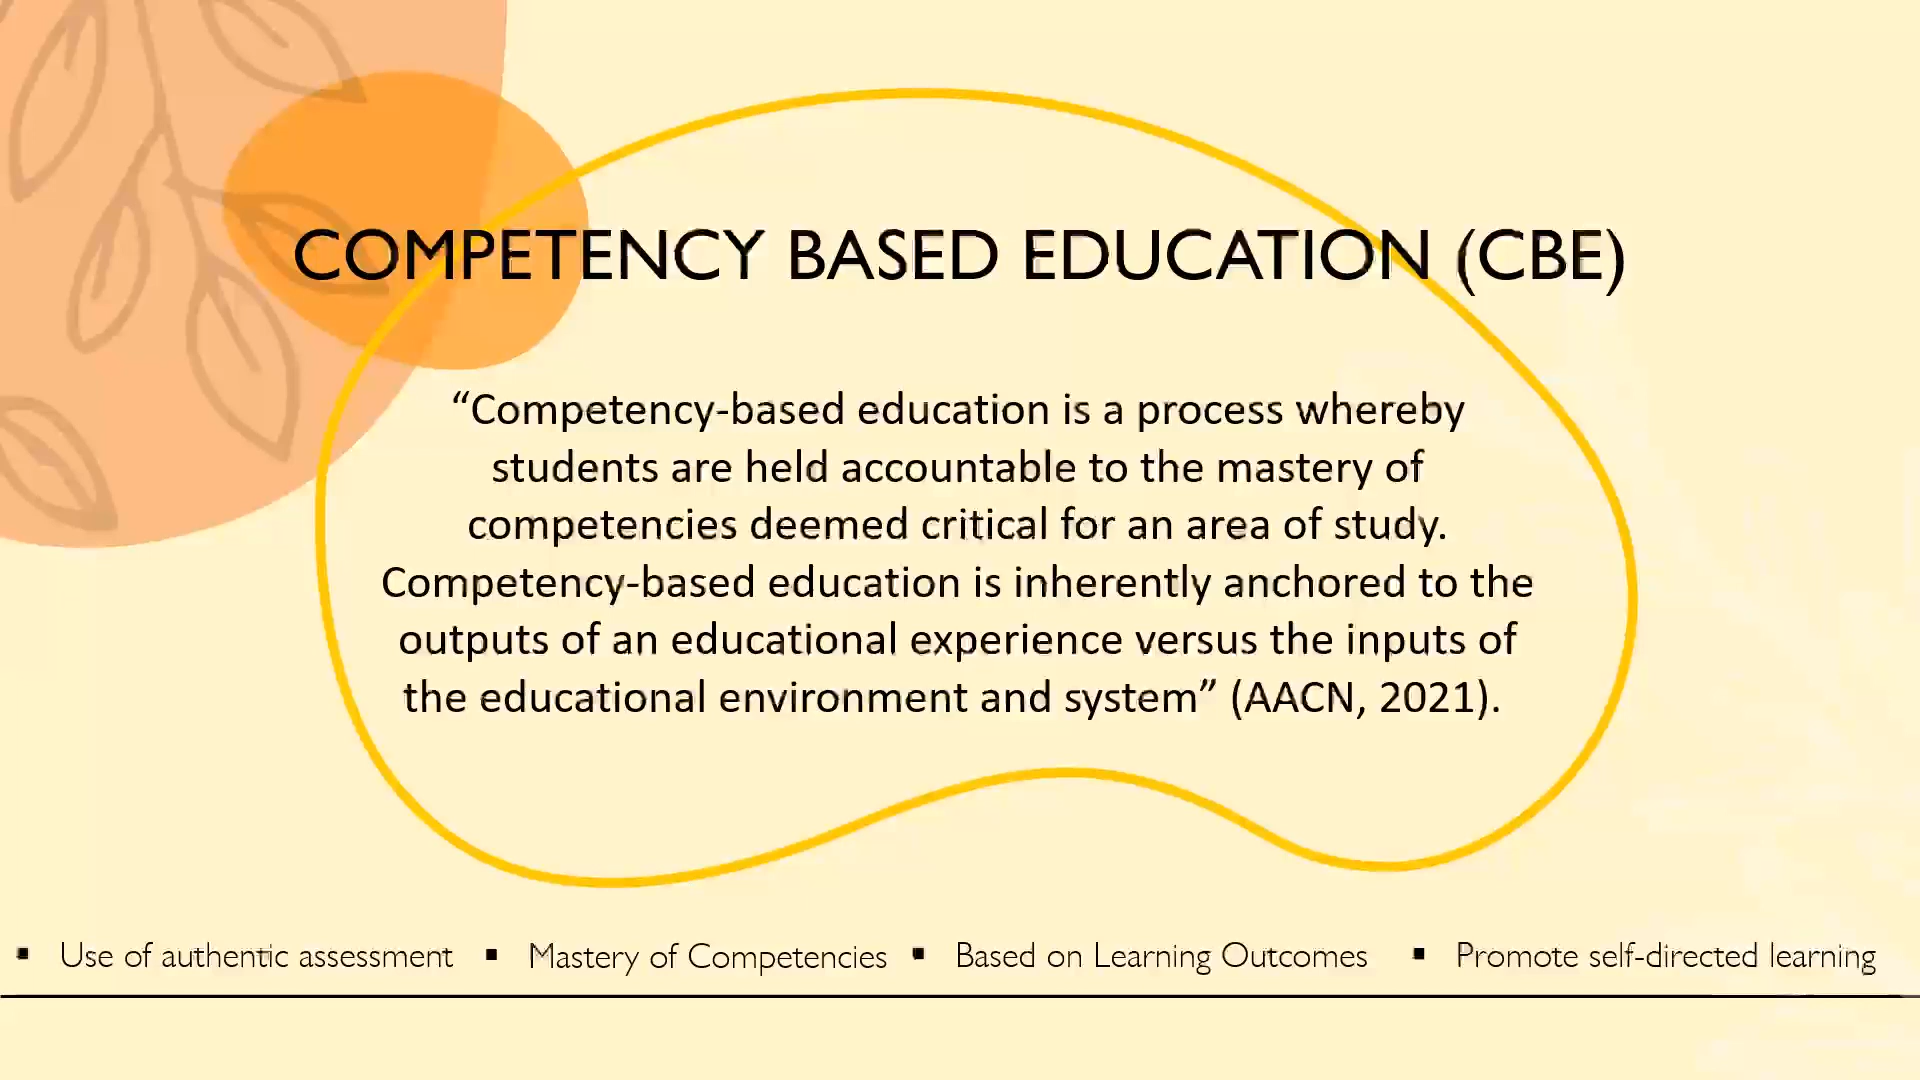 COMPETENCY BASED EDUCATION (CBE)
“Competency-based education is a process whereby
students are held accountable to the mastery of
competencies deemed critical for an area of study.
Competency-based education is inherently anchored to the
outputs of an educational experience versus the inputs of
the educational environment and system” (AACN, 2021).
▪ Use of authentic assessment ▪ Mastery of Competencies ▪ Based on Learning Outcomes ▪ Promote self-directed learning